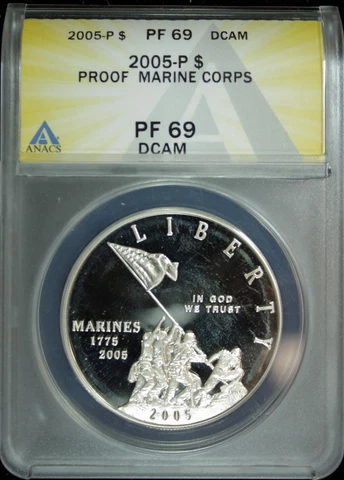 2005-P $ PF 69 DCAM
2005-P $
PROOF MARINE CORPS
ANACS
PF 69
DCAM
LIBERTY
IN GOD
WE TRUST
MARINES
1775
2005
2005